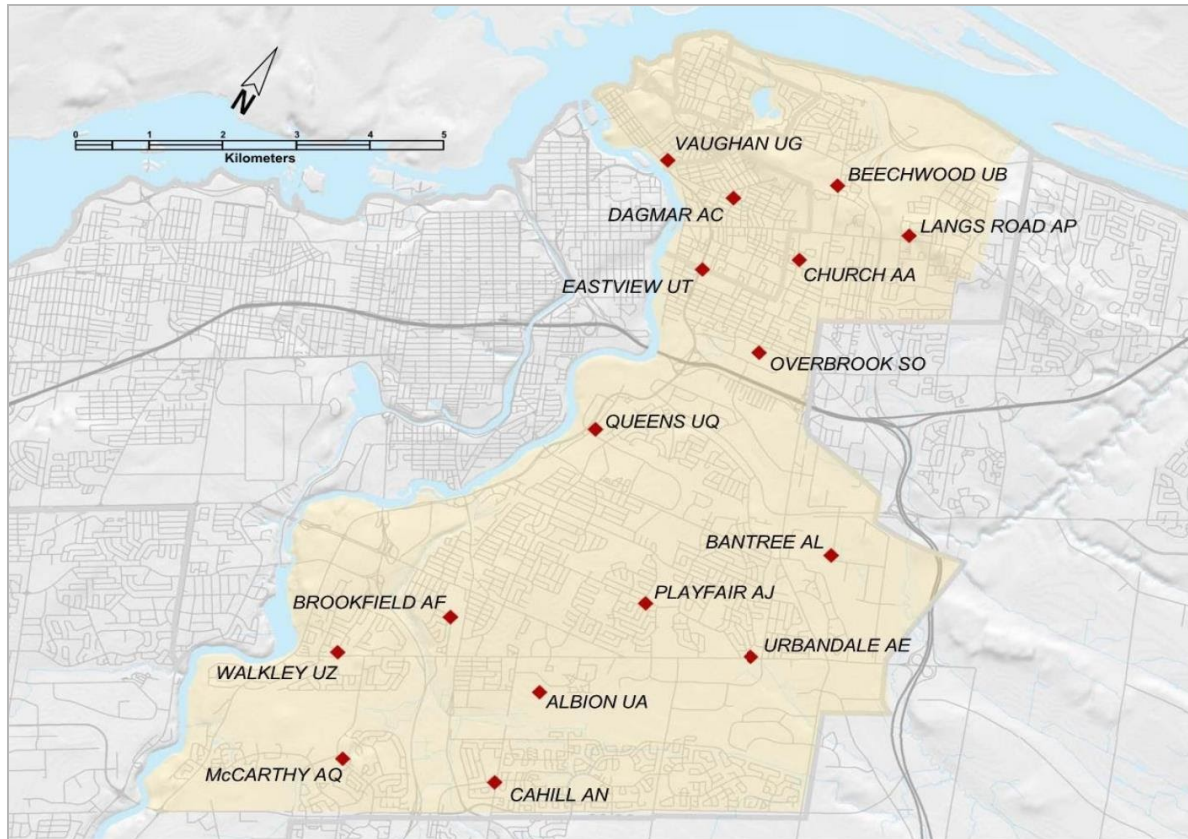 N
0 1 2 3 4 5
Kilometers
VAUGHAN UG
BEECHWOOD UB
DAGMAR AC
LANGS ROAD AP
EASTVIEW UT
CHURCH AA
OVERBROOK SO
QUEENS UQ
BANTREE AL
PLAYFAIR AJ
BROOKFIELD AF
URBANDALE AE
WALKLEY UZ
ALBION UA
McCARTHY AQ
CAHILL AN